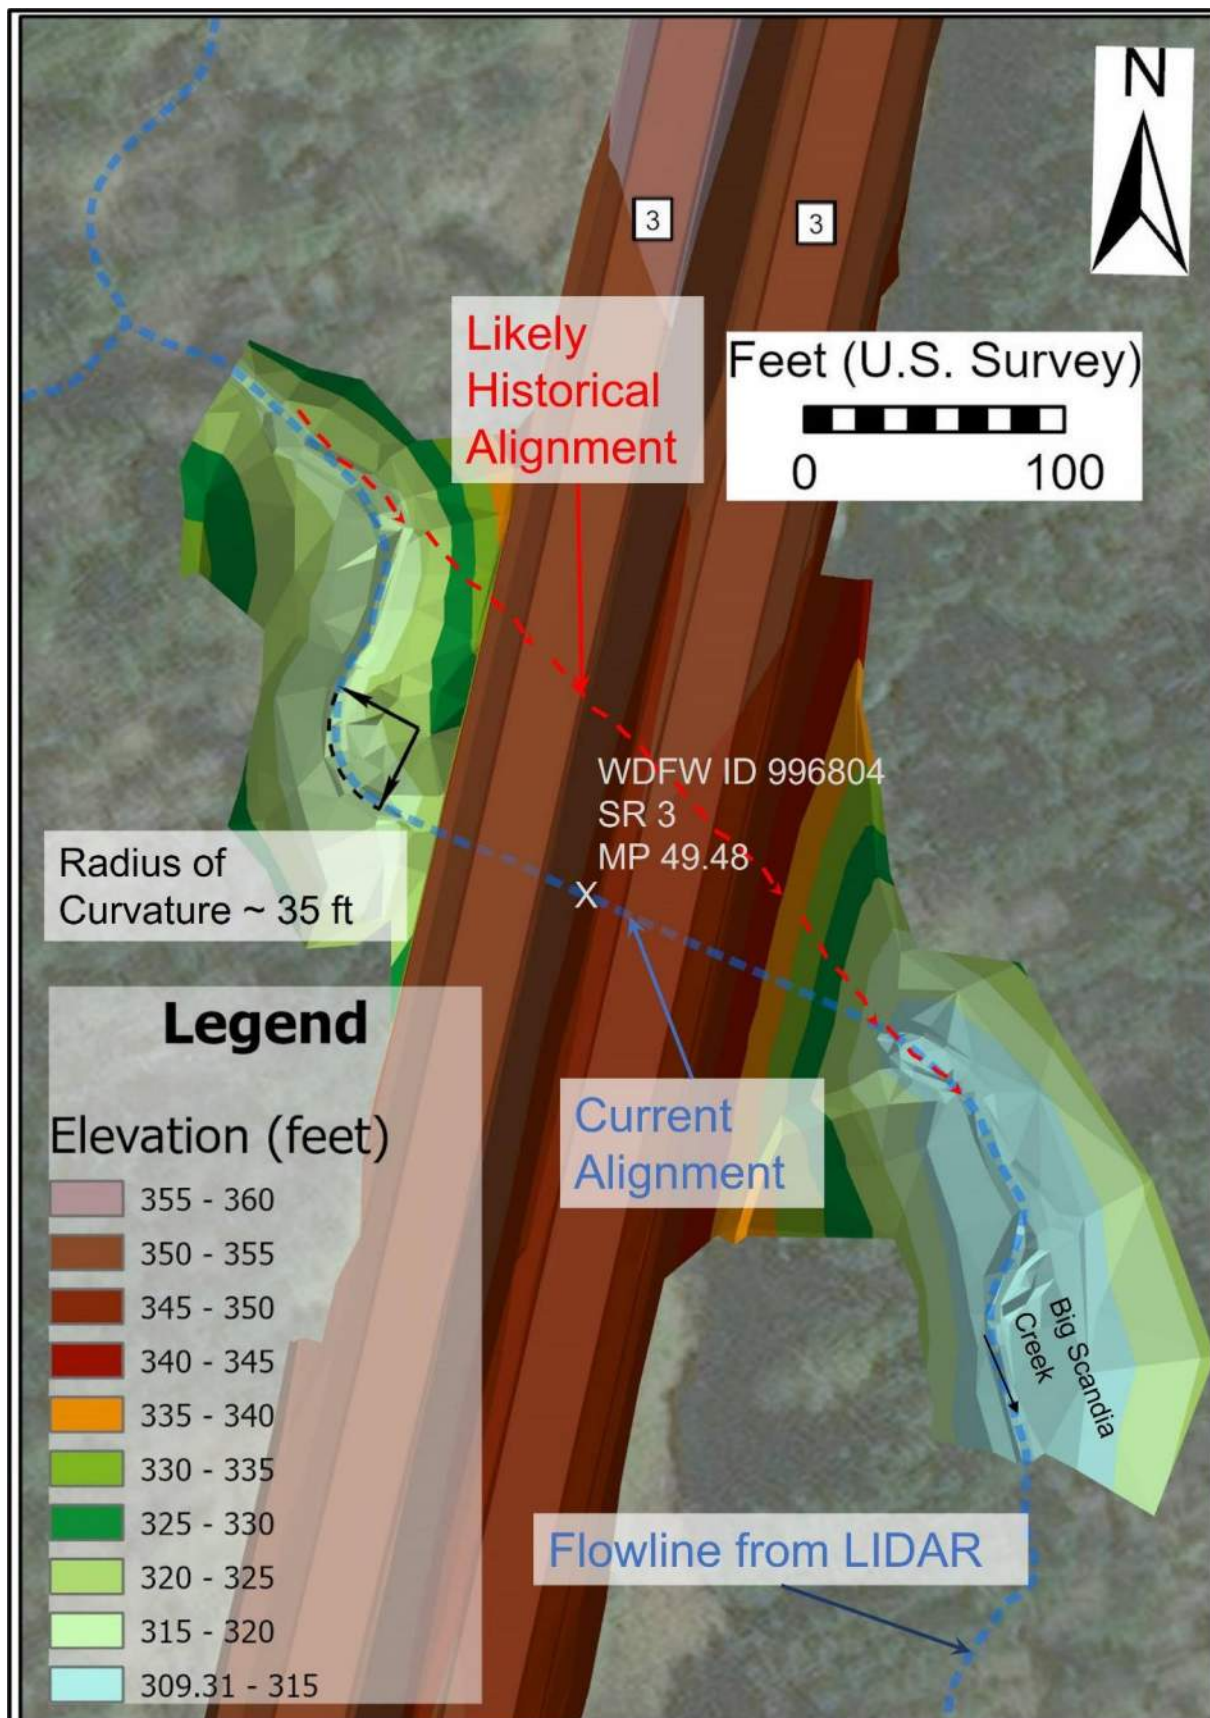 N
3
3
Likely
Historical
Alignment
Feet (U.S. Survey)
0 100
WDFW ID 996804
SR 3
MP 49.48
X
Radius of
Curvature ~ 35 ft
Legend
Elevation (feet)
355 - 360
350 - 355
345 - 350
340 - 345
335 - 340
330 - 335
325 - 330
320 - 325
315 - 320
309.31 - 315
Current
Alignment
Big Scandia
Creek
Flowline from LIDAR